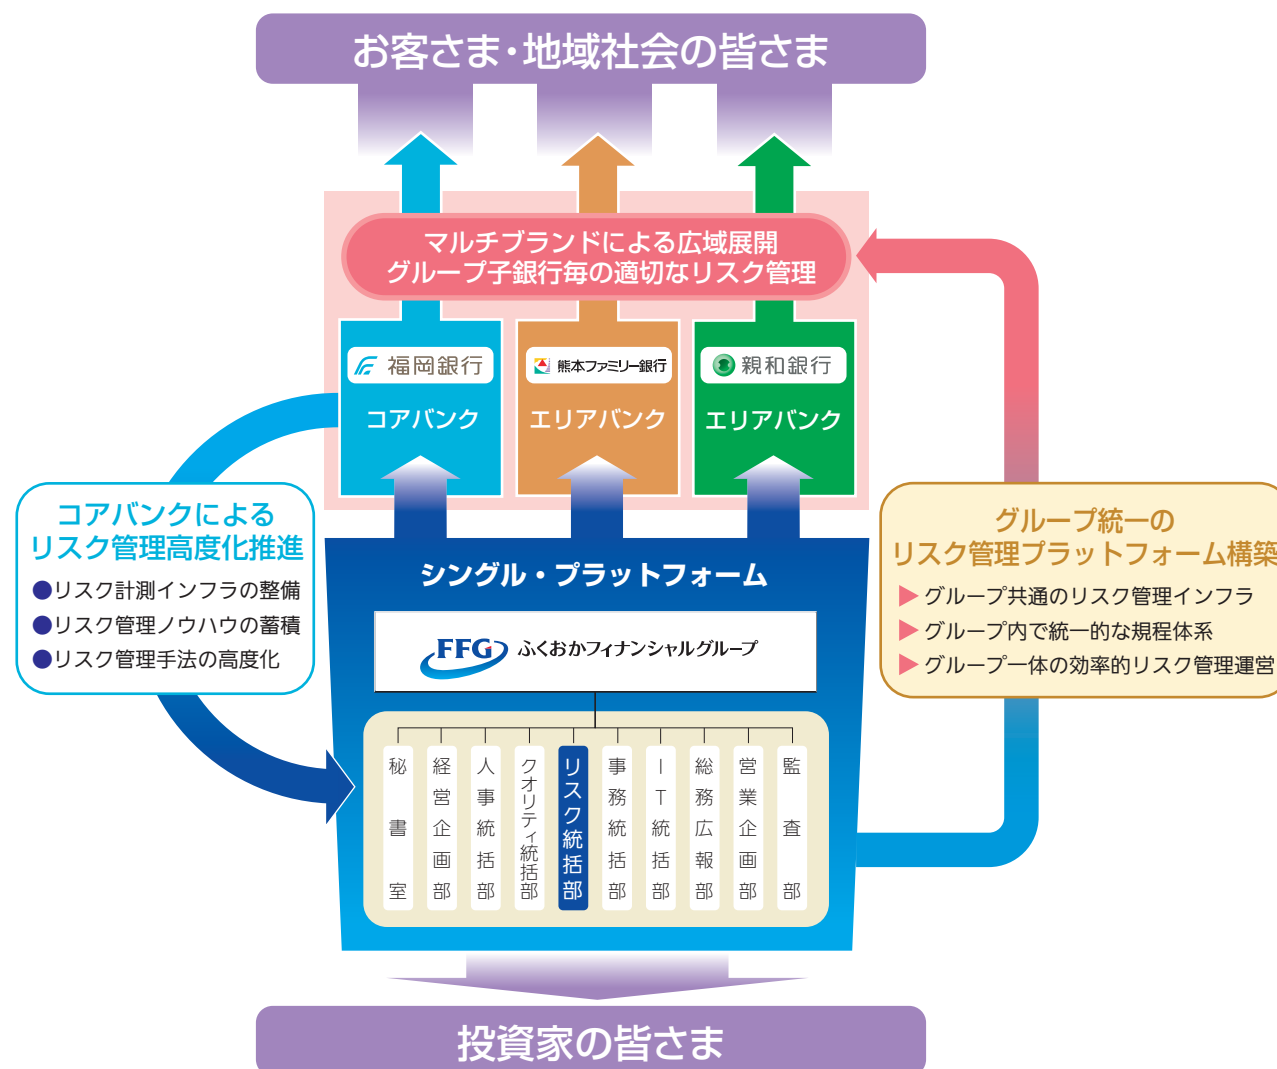 お客さま・地域社会の皆さま
マルチブランドによる広域展開
グループ子銀行毎の適切なリスク管理
福岡銀行
コアバンク
熊本ファミリー銀行
エリアバンク
親和銀行
エリアバンク
コアバンクによる
リスク管理高度化推進
●リスク計測インフラの整備
●リスク管理ノウハウの蓄積
●リスク管理手法の高度化
グループ統一の
リスク管理プラットフォーム構築
▶グループ共通のリスク管理インフラ
▶グループ内で統一的な規程体系
▶グループ一体の効率的リスク管理運営
シングル・プラットフォーム
FFG ふくおかフィナンシャルグループ
秘書室
経営企画部
人事統括部
クオリティ統括部
リスク統括部
事務統括部
IT統括部
総務広報部
営業企画部
監査部
投資家の皆さま